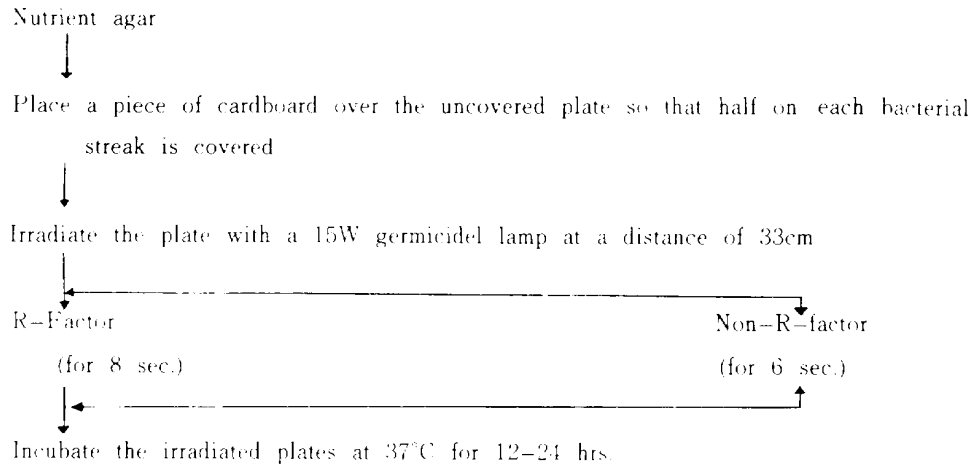 Nutrient agar
Place a piece of cardboard over the uncovered plate so that half on each bacterial
streak is covered
Irradiate the plate with a 15W germicidel lamp at a distance of 33cm
R-Factor Non-R-factor
(for 8 sec.) (for 6 sec.)
Incubate the irradiated plates at 37°C for 12-24 hrs.